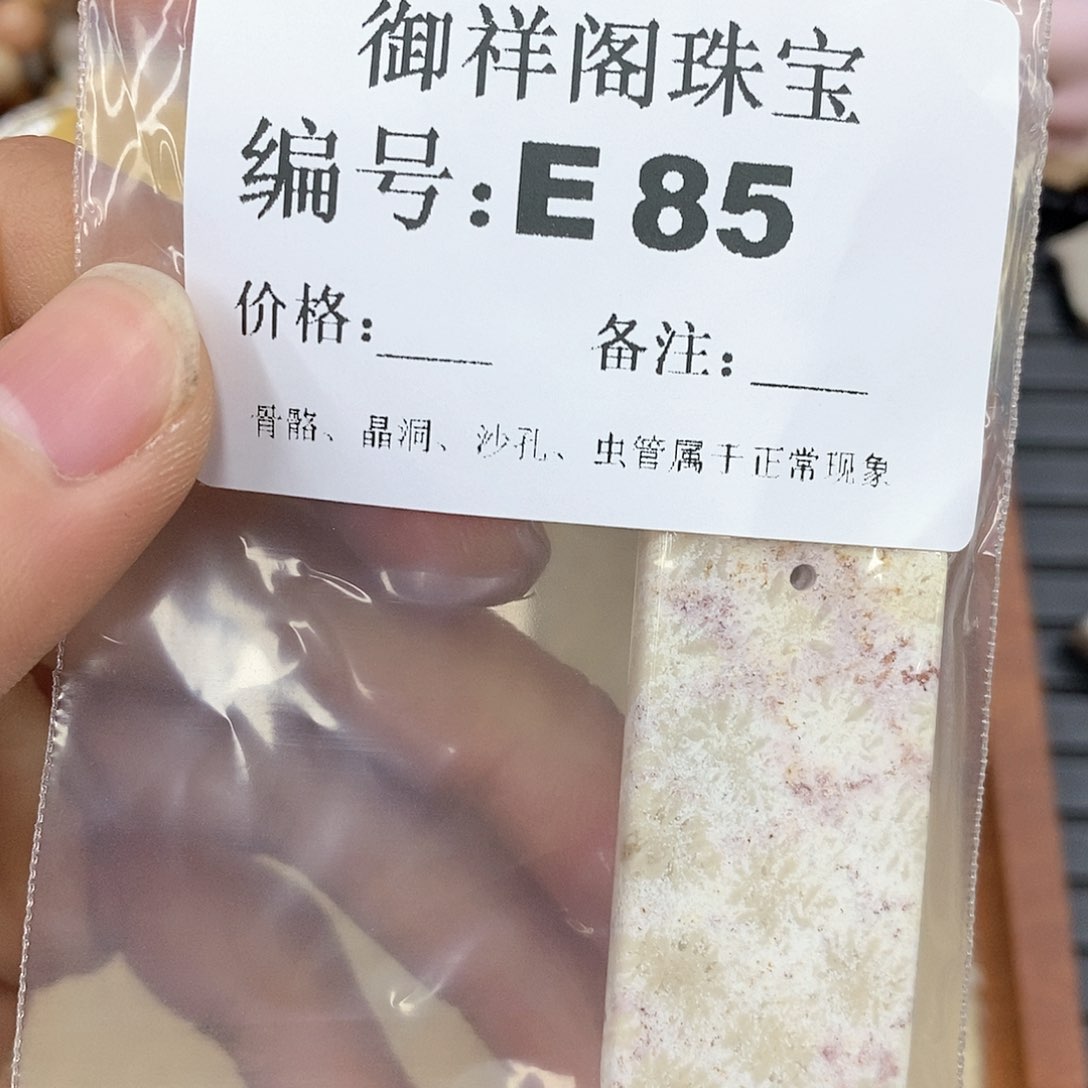 御祥阁珠宝
编号:E85
价格:____ 备注:____
骨骼、晶洞、沙孔、虫管属于正常现象